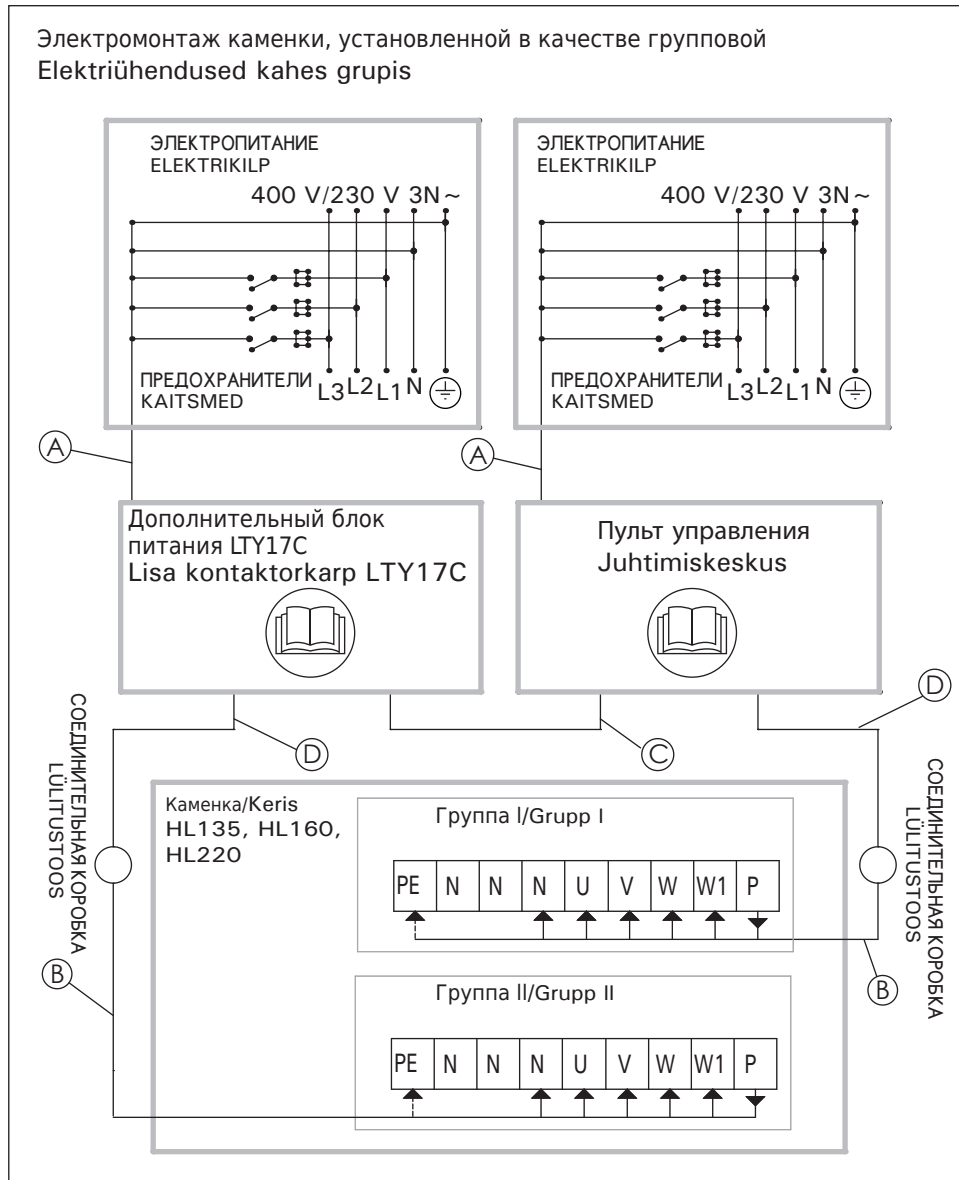 Электромонтаж каменки, установленной в качестве групповой
Elektriühendused kahes grupis
ЭЛЕКТРОПИТАНИЕ
ELEKTRIKILP
400 V/230 V 3N~
ПРЕДОХРАНИТЕЛИ
KAITSMED
L3 L2 L1 N
ЭЛЕКТРОПИТАНИЕ
ELEKTRIKILP
400 V/230 V 3N~
ПРЕДОХРАНИТЕЛИ
KAITSMED
L3 L2 L1 N
A
A
Дополнительный блок
питания LTY17C
Lisa kontaktorkarp LTY17C
Пульт управления
Juhtimiskeskus
D
C
D
СОЕДИНИТЕЛЬНАЯ КОРОБКА
LÜLITUSTOOS
СОЕДИНИТЕЛЬНАЯ КОРОБКА
LÜLITUSTOOS
Каменка/Keris
HL135, HL160,
HL220
Группа I/Grupp I
PE N N N U V W W1 P
B
B
Группа II/Grupp II
PE N N N U V W W1 P